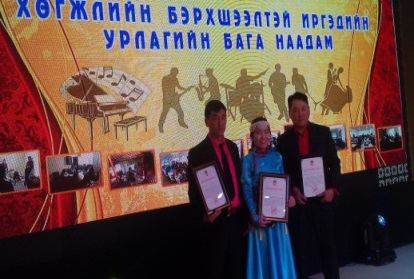 ХӨГЖЛИЙН БЭРХШЭЭЛТЭЙ ИРГЭДИЙН
УРЛАГИЙН БАГА НААДАМ